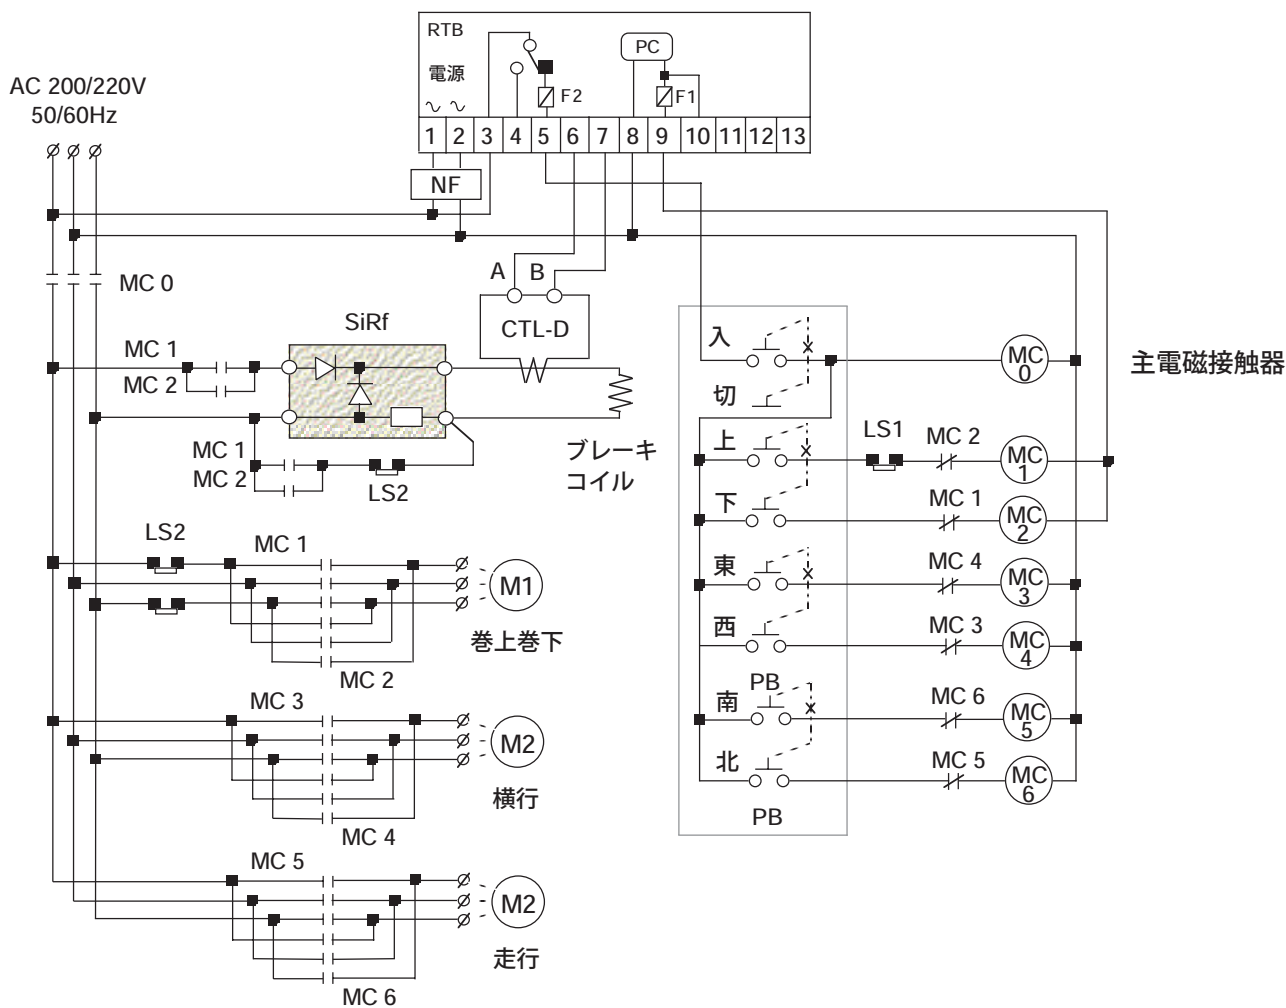 RTB
PC
電源
F2
F1
1 2 3 4 5 6 7 8 9 10 11 12 13
AC 200/220V
50/60Hz
NF
MC 0
A B
CTL-D
SiRf
MC 1
MC 2
MC 1
MC 2
LS2
ブレーキ
コイル
入
切
MC
0
主電磁接触器
上
LS1
MC 2
MC
1
下
MC 1
MC
2
東
MC 4
MC
3
西
MC 3
MC
4
PB
南
MC 6
MC
5
北
MC 5
MC
6
PB
LS2
MC 1
M1
巻上巻下
MC 2
MC 3
M2
横行
MC 4
MC 5
M2
走行
MC 6